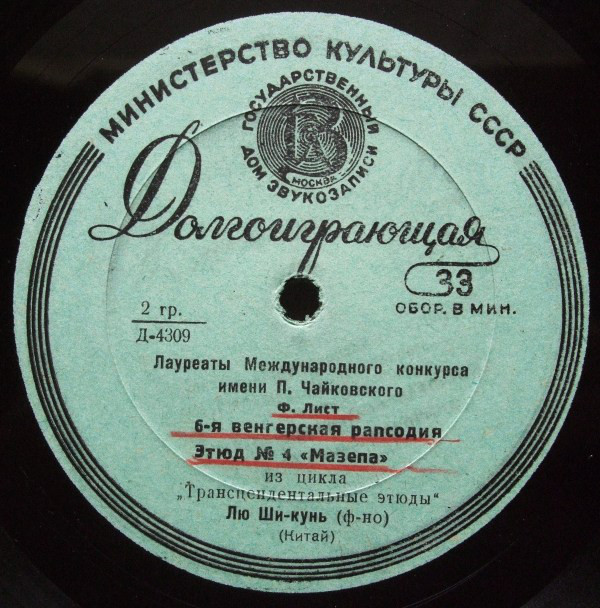 МИНИСТЕРСТВО КУЛЬТУРЫ СССР
ГОСУДАРСТВЕННЫЙ
ДОМ ЗВУКОЗАПИСИ
МОСКВА
Долгоиграющая
33
ОБОР. В МИН.
2 гр.
Д-4309
Лауреаты Международного конкурса
имени П. Чайковского
Ф. Лист
6-я венгерская рапсодия
Этюд № 4 «Мазепа»
из цикла
„Трансцендентальные этюды“
Лю Ши-кунь (ф-но)
(Китай)